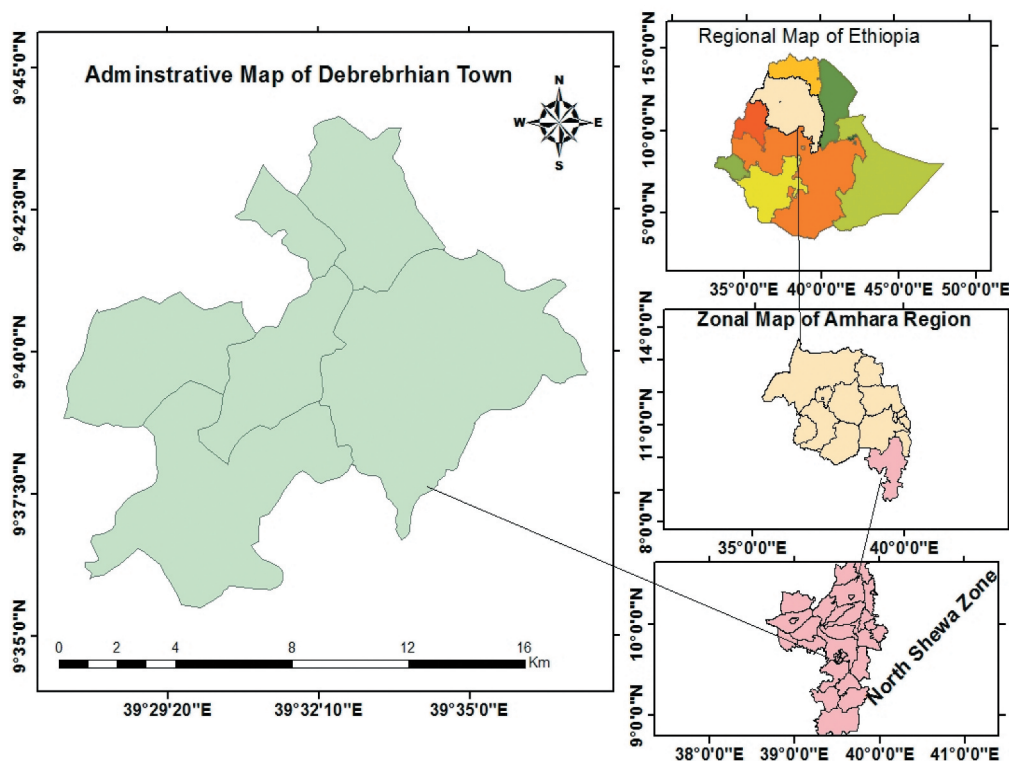 Adminstrative Map of Debrebrhian Town
N
W E
S
9°45'0"N
9°42'30"N
9°40'0"N
9°37'30"N
9°35'0"N
0 2 4 8 12 16
Km
39°29'20"E 39°32'10"E 39°35'0"E
Regional Map of Ethiopia
15°0'0"N
10°0'0"N
5°0'0"N
35°0'0"E 40°0'0"E 45°0'0"E 50°0'0"E
Zonal Map of Amhara Region
14°0'0"N
11°0'0"N
11°0'0"N
8°0'0"N
35°0'0"E 40°0'0"E
North Shewa Zone
10°0'0"N
9°0'0"N
38°0'0"E 39°0'0"E 40°0'0"E 41°0'0"E